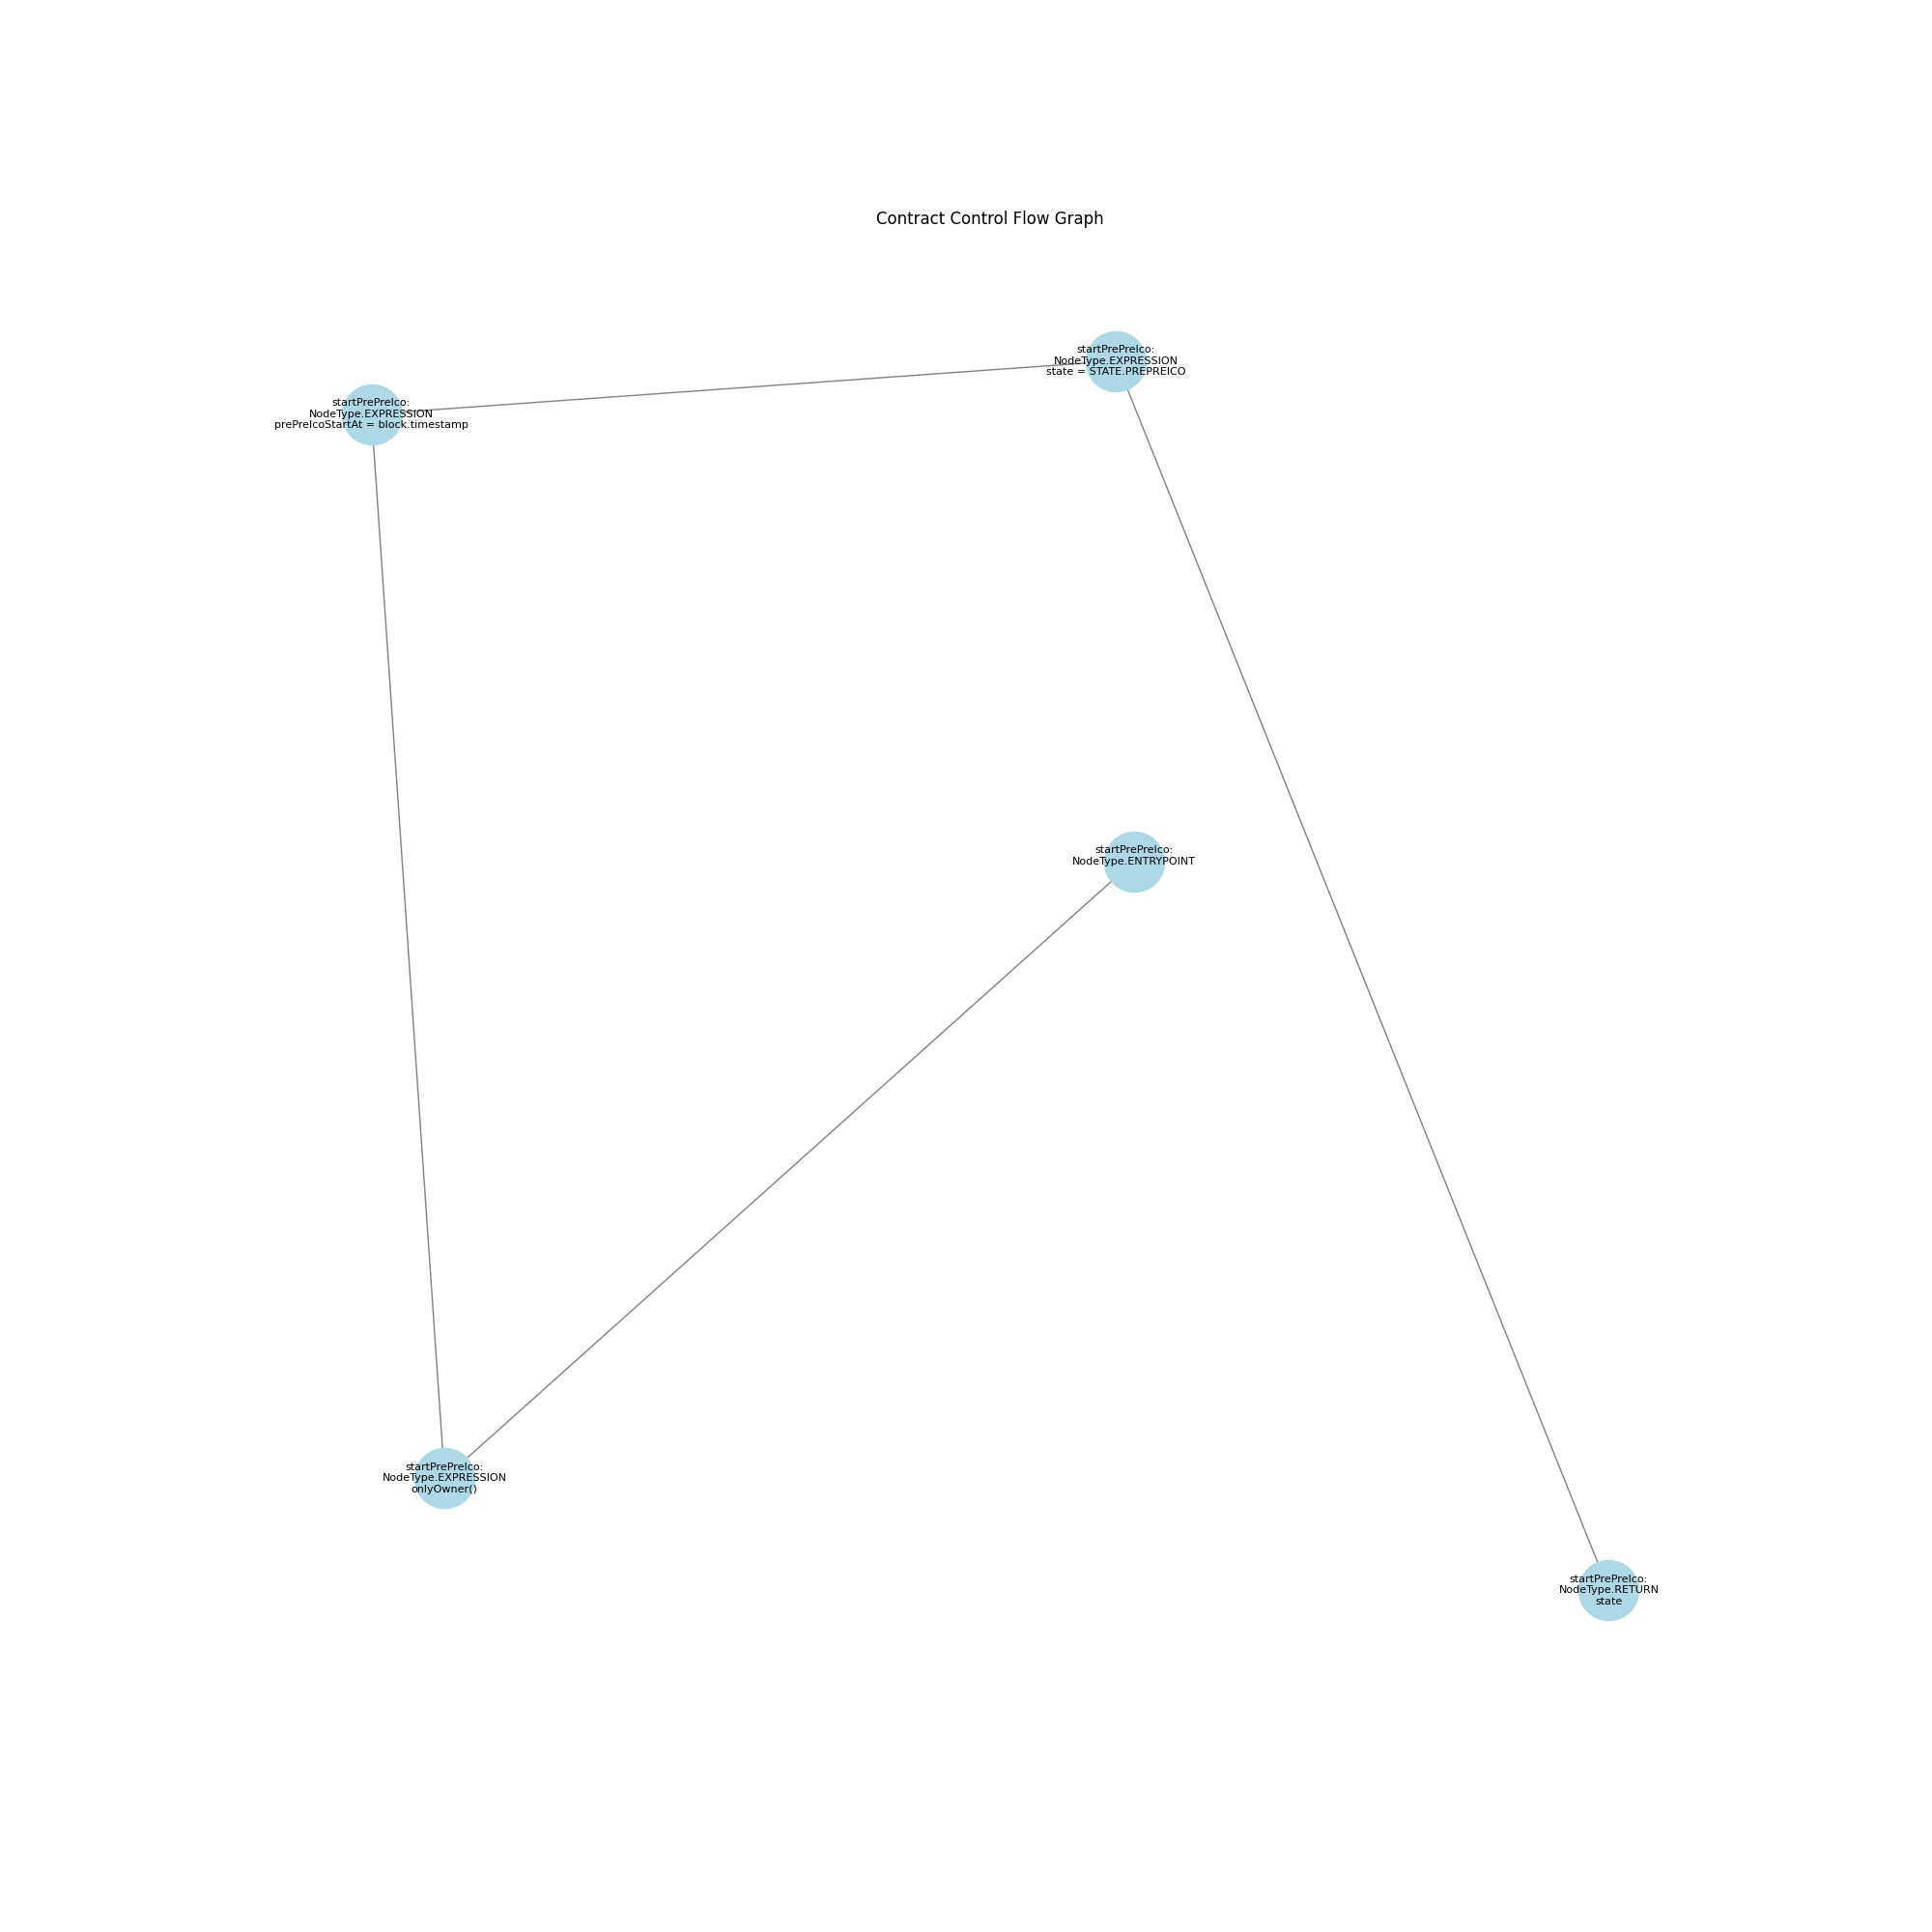 Contract Control Flow Graph
startPrePreIco:
NodeType.EXPRESSION
state = STATE.PREPREICO
startPrePreIco:
NodeType.EXPRESSION
prePreIcoStartAt = block.timestamp
startPrePreIco:
NodeType.ENTRYPOINT
startPrePreIco:
NodeType.EXPRESSION
onlyOwner()
startPrePreIco:
NodeType.RETURN
state